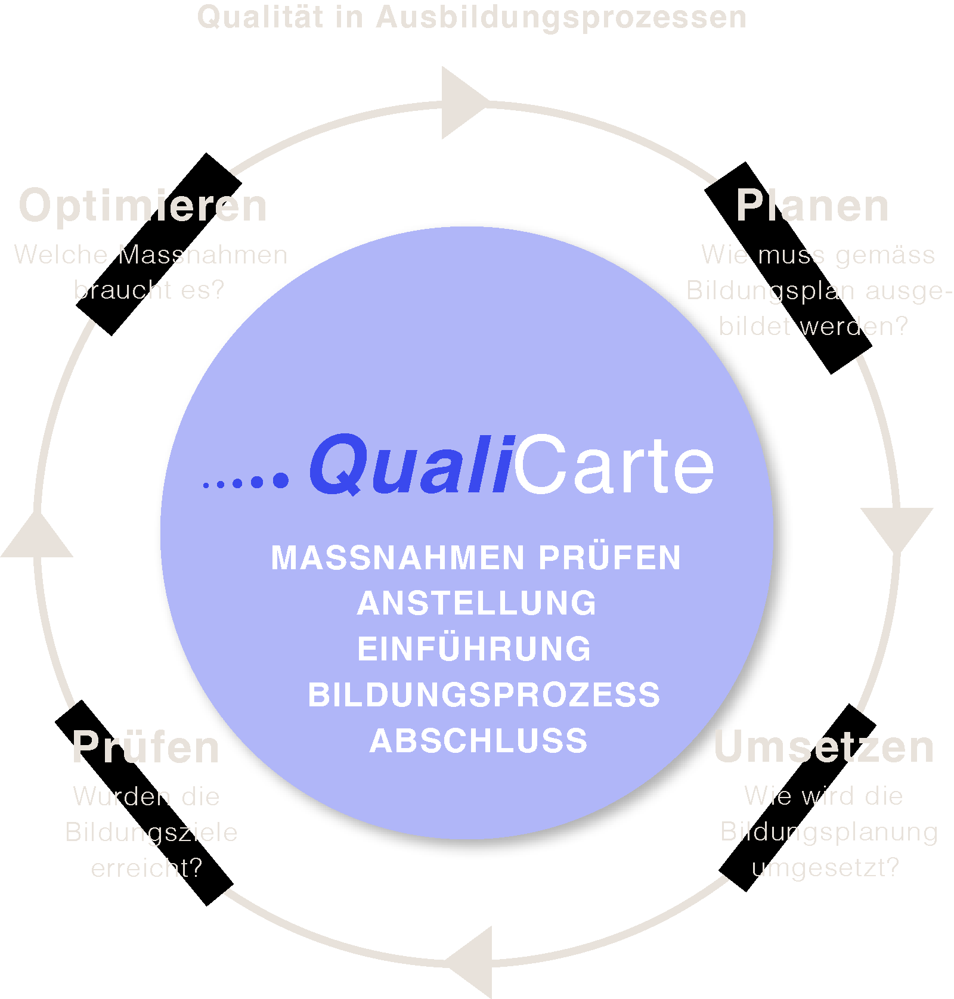 Qualität in Ausbildungsprozessen
Optimieren
Welche Massnahmen
braucht es?
Planen
Wie muss gemäss
Bildungsplan ausge-
bildet werden?
QualiCarte
MASSNAHMEN PRÜFEN
ANSTELLUNG
EINFÜHRUNG
BILDUNGSPROZESS
ABSCHLUSS
Prüfen
Wurden die
Bildungsziele
erreicht?
Umsetzen
Wie wird die
Bildungsplanung
umgesetzt?